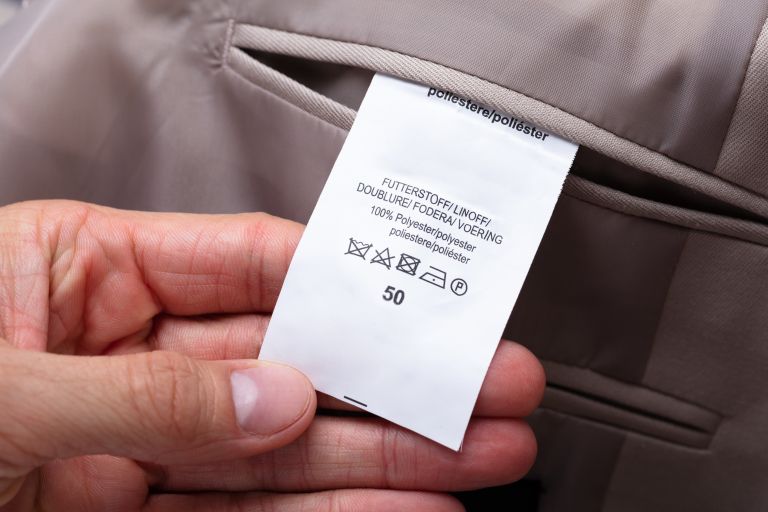 poliestere/poliéster
FUTTERSTOFF/ LINOFF/
DOUBLURE/ FODERA/ VOERING
100% Polyester/polyester
poliestere/poliéster
P
50